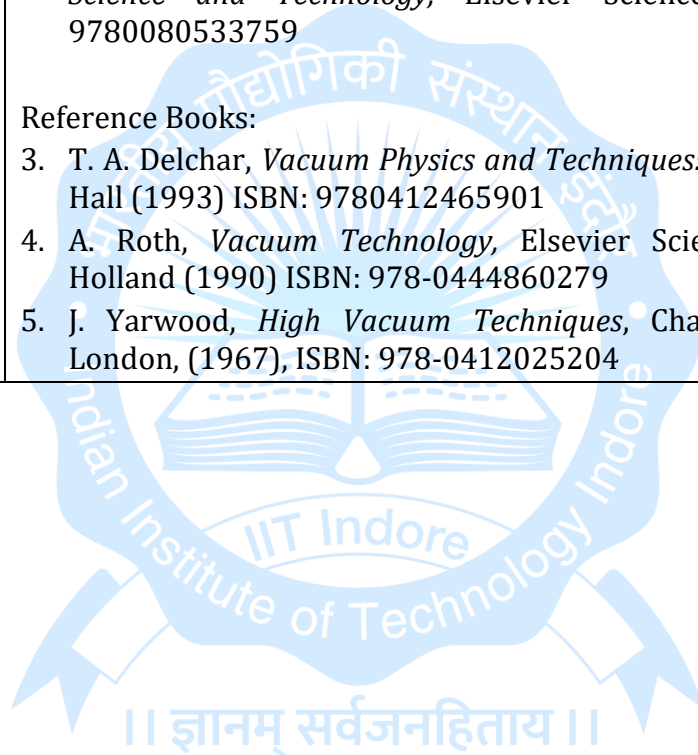 Science and Technology, Elsevier Science
9780080533759
Reference Books:
3. T. A. Delchar, Vacuum Physics and Techniques:
Hall (1993) ISBN: 9780412465901
4. A. Roth, Vacuum Technology, Elsevier Scie
Holland (1990) ISBN: 978-0444860279
5. J. Yarwood, High Vacuum Techniques, Cha
London, (1967), ISBN: 978-0412025204
भारतीय प्रौद्योगिकी संस्थान इंदौर
IIT Indore
Indian Institute of Technology Indore
।। ज्ञानम् सर्वजनहिताय ।।